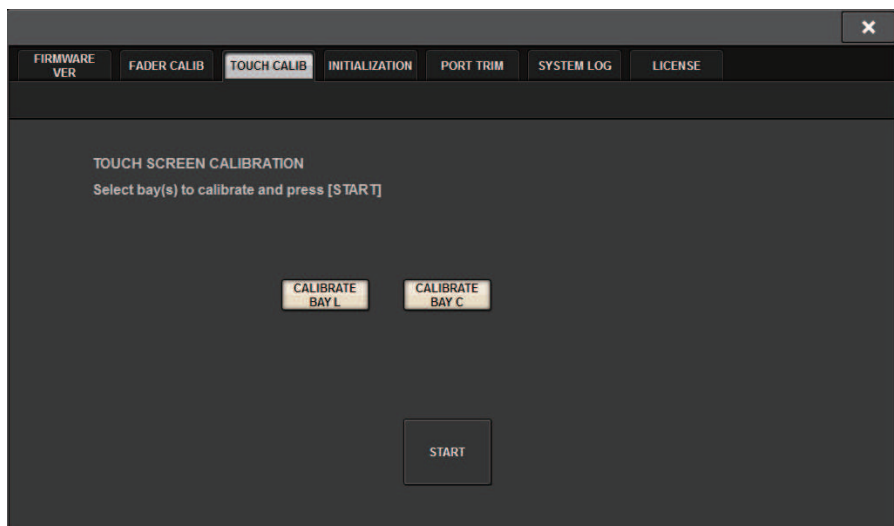 FIRMWARE
VER
FADER CALIB
TOUCH CALIB
INITIALIZATION
PORT TRIM
SYSTEM LOG
LICENSE
TOUCH SCREEN CALIBRATION
Select bay(s) to calibrate and press [START]
CALIBRATE
BAY L
CALIBRATE
BAY C
START